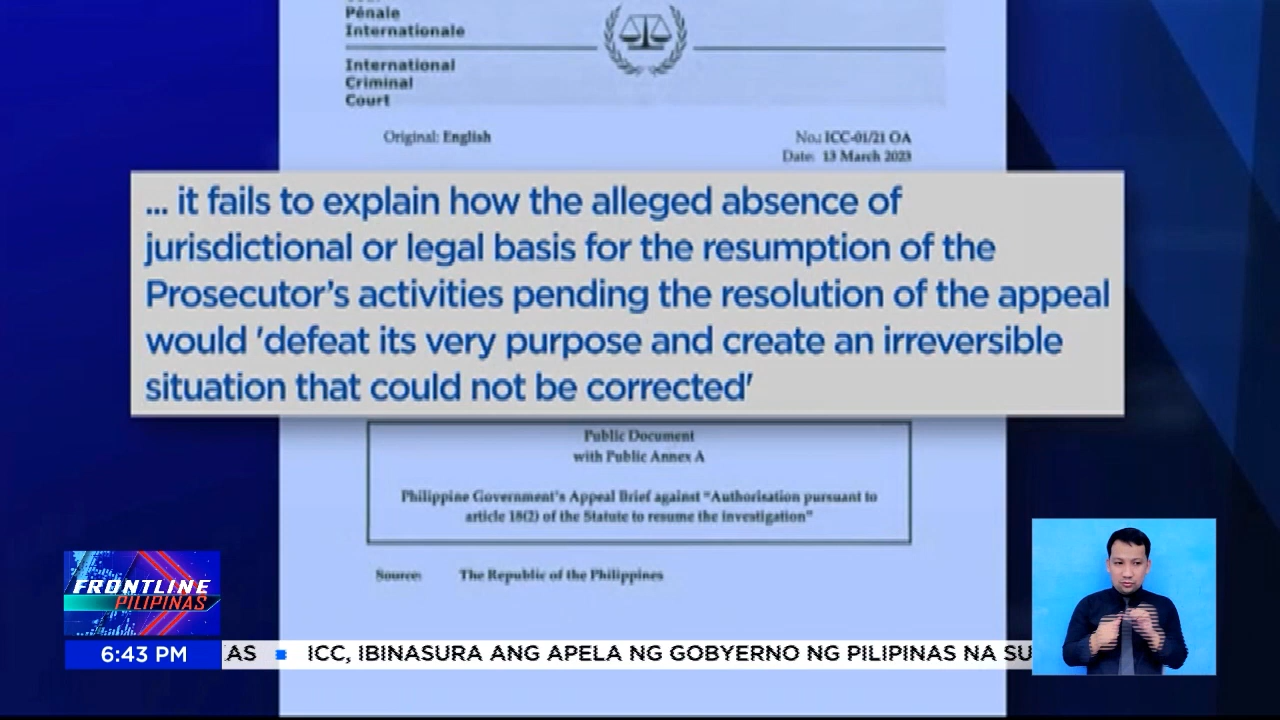 Pénale
Internationale
International
Criminal
Court
Original: English
No.: ICC-01/21 OA
Date: 13 March 2023
... it fails to explain how the alleged absence of
jurisdictional or legal basis for the resumption of the
Prosecutor's activities pending the resolution of the appeal
would 'defeat its very purpose and create an irreversible
situation that could not be corrected'
Public Document
with Public Annex A
Philippine Government's Appeal Brief against "Authorisation pursuant to
article 18(2) of the Statute to resume the investigation"
Source: The Republic of the Philippines
FRONTLINE
PILIPINAS
6:43 PM
AS ▪ ICC, IBINASURA ANG APELA NG GOBYERNO NG PILIPINAS NA SU